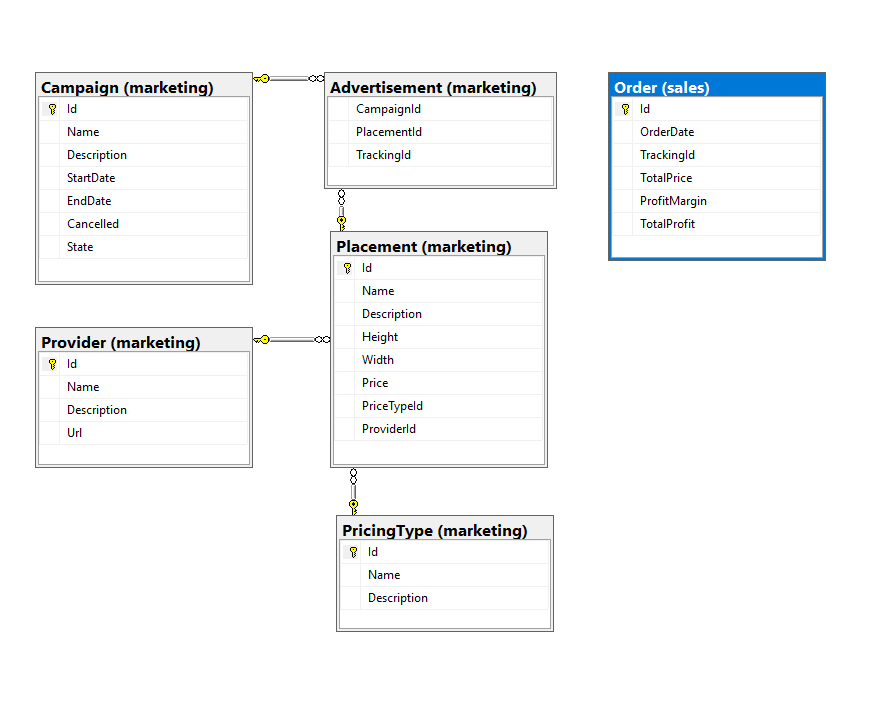 Campaign (marketing)
Id
Name
Description
StartDate
EndDate
Cancelled
State
Advertisement (marketing)
CampaignId
PlacementId
TrackingId
Order (sales)
Id
OrderDate
TrackingId
TotalPrice
ProfitMargin
TotalProfit
Placement (marketing)
Id
Name
Description
Height
Width
Price
PriceTypeId
ProviderId
Provider (marketing)
Id
Name
Description
Url
PricingType (marketing)
Id
Name
Description